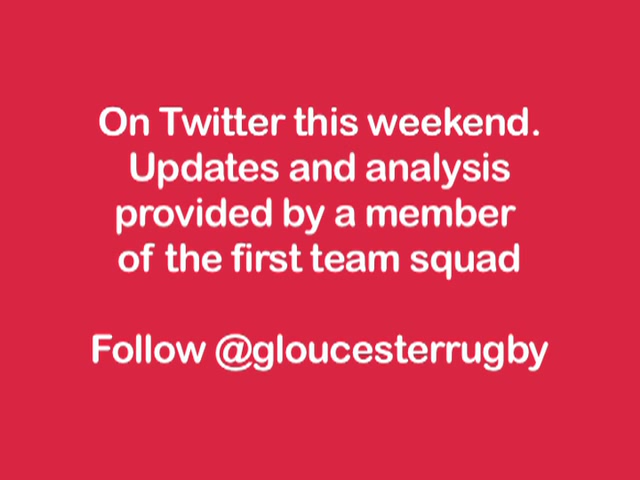 On Twitter this weekend.
Updates and analysis
provided by a member
of the first team squad
Follow @gloucesterrugby